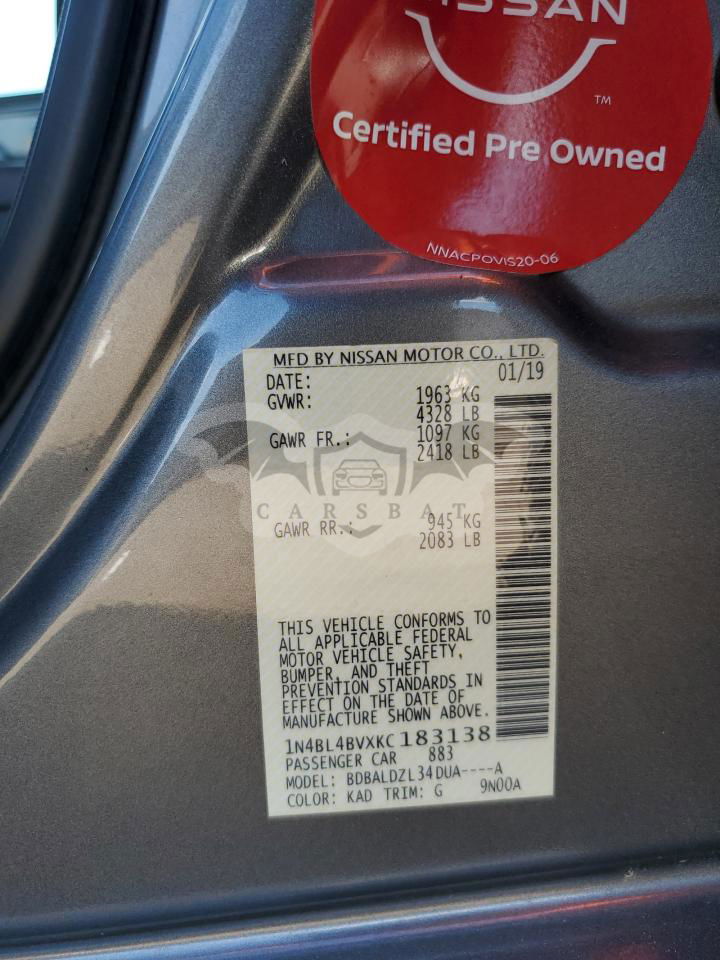 NISSAN
TM
Certified Pre Owned
NNACPOVIS20-06
MFD BY NISSAN MOTOR CO., LTD.
DATE: 01/19
GVWR: 1963 KG
4328 LB
GAWR FR.: 1097 KG
2418 LB
CARSBAT
GAWR RR.: 945 KG
2083 LB
THIS VEHICLE CONFORMS TO
ALL APPLICABLE FEDERAL
MOTOR VEHICLE SAFETY,
BUMPER, AND THEFT
PREVENTION STANDARDS IN
EFFECT ON THE DATE OF
MANUFACTURE SHOWN ABOVE.
1N4BL4BVXKC183138
PASSENGER CAR 883
MODEL: BDBALDZL34DUA----A
COLOR: KAD TRIM: G 9N00A